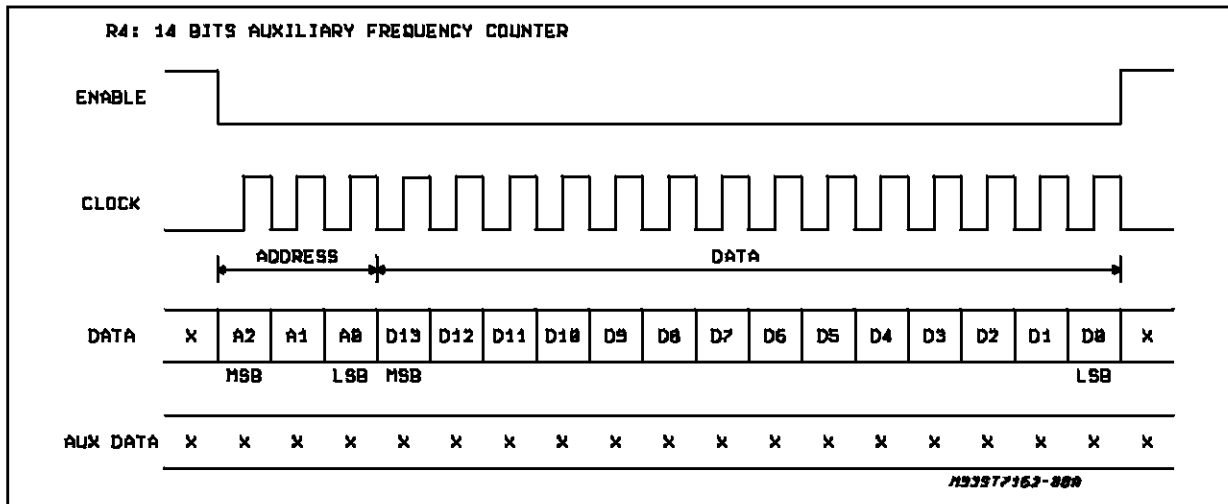 R4: 14 BITS AUXILIARY FREQUENCY COUNTER
ENABLE
CLOCK
ADDRESS DATA
DATA X A2 A1 A0 D13 D12 D11 D10 D9 D8 D7 D6 D5 D4 D3 D2 D1 D0 X
MSB LSB MSB LSB
AUX DATA X X X X X X X X X X X X X X X X X X X